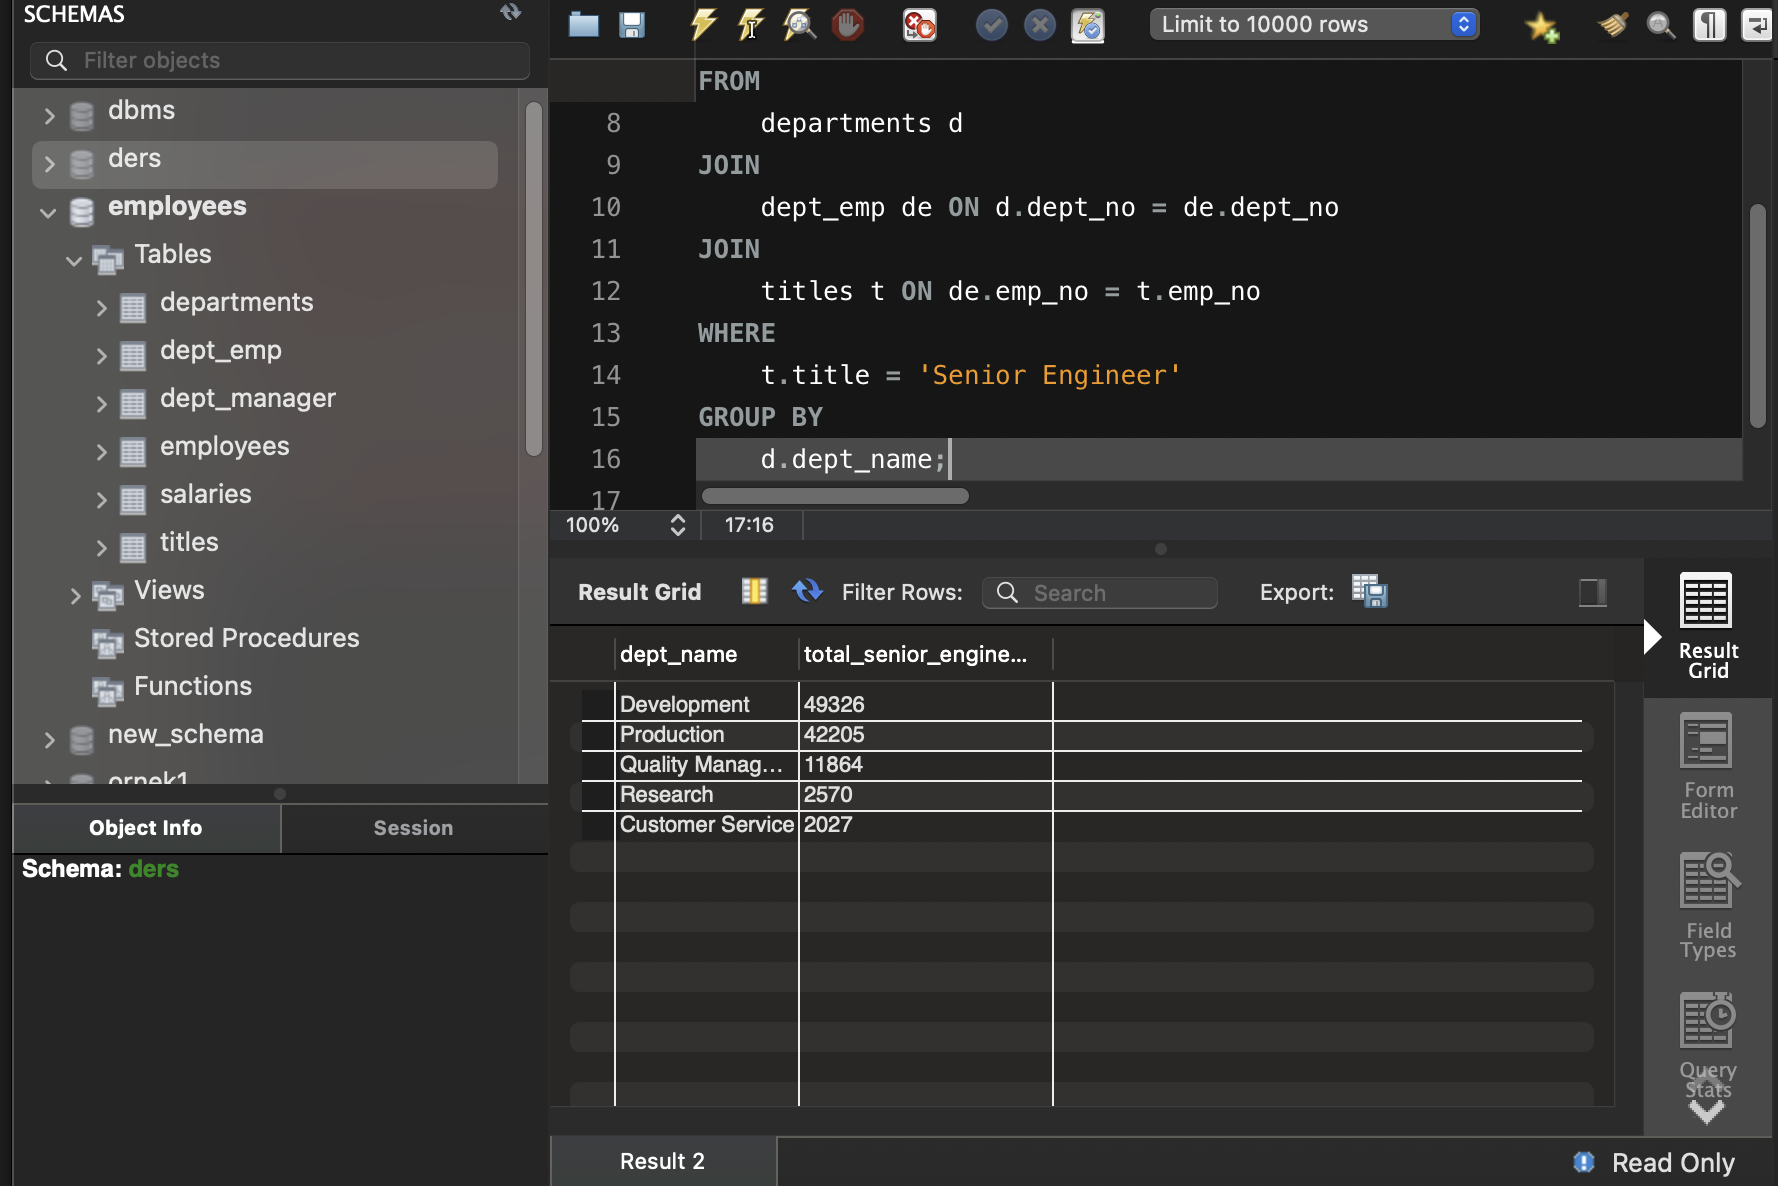 SCHEMAS
Filter objects
dbms
ders
employees
Tables
departments
dept_emp
dept_manager
employees
salaries
titles
Views
Stored Procedures
Functions
new_schema
ornek1
Object Info
Session
Schema: ders
Limit to 10000 rows
FROM
8 departments d
9 JOIN
10 dept_emp de ON d.dept_no = de.dept_no
11 JOIN
12 titles t ON de.emp_no = t.emp_no
13 WHERE
14 t.title = 'Senior Engineer'
15 GROUP BY
16 d.dept_name;
17
100% 17:16
Result Grid Filter Rows: Search Export:
dept_name total_senior_engine...
Development 49326
Production 42205
Quality Manag... 11864
Research 2570
Customer Service 2027
Result
Grid
Form
Editor
Field
Types
Query
Stats
Result 2
Read Only